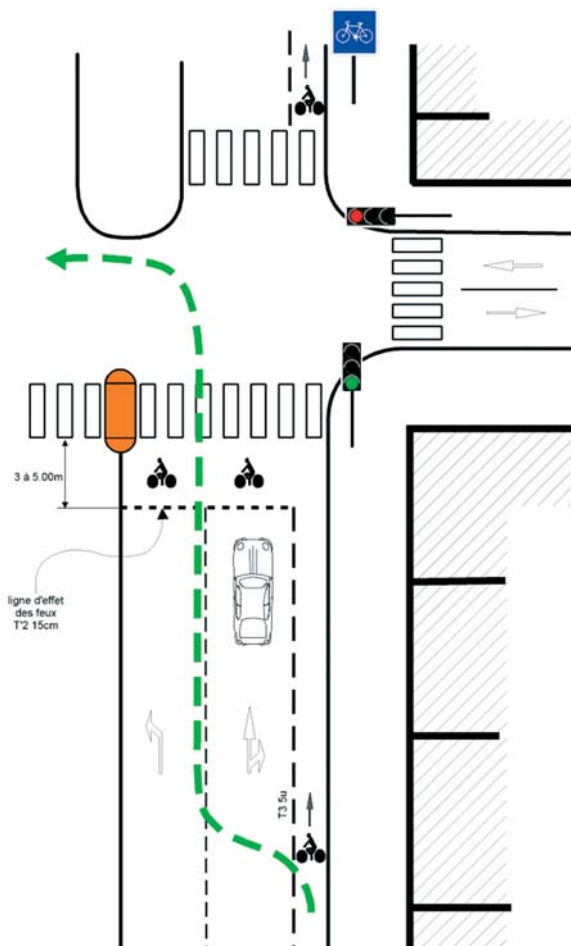 3 à 5.00m
ligne d'effet
des feux
T'2 15cm
T3 5u